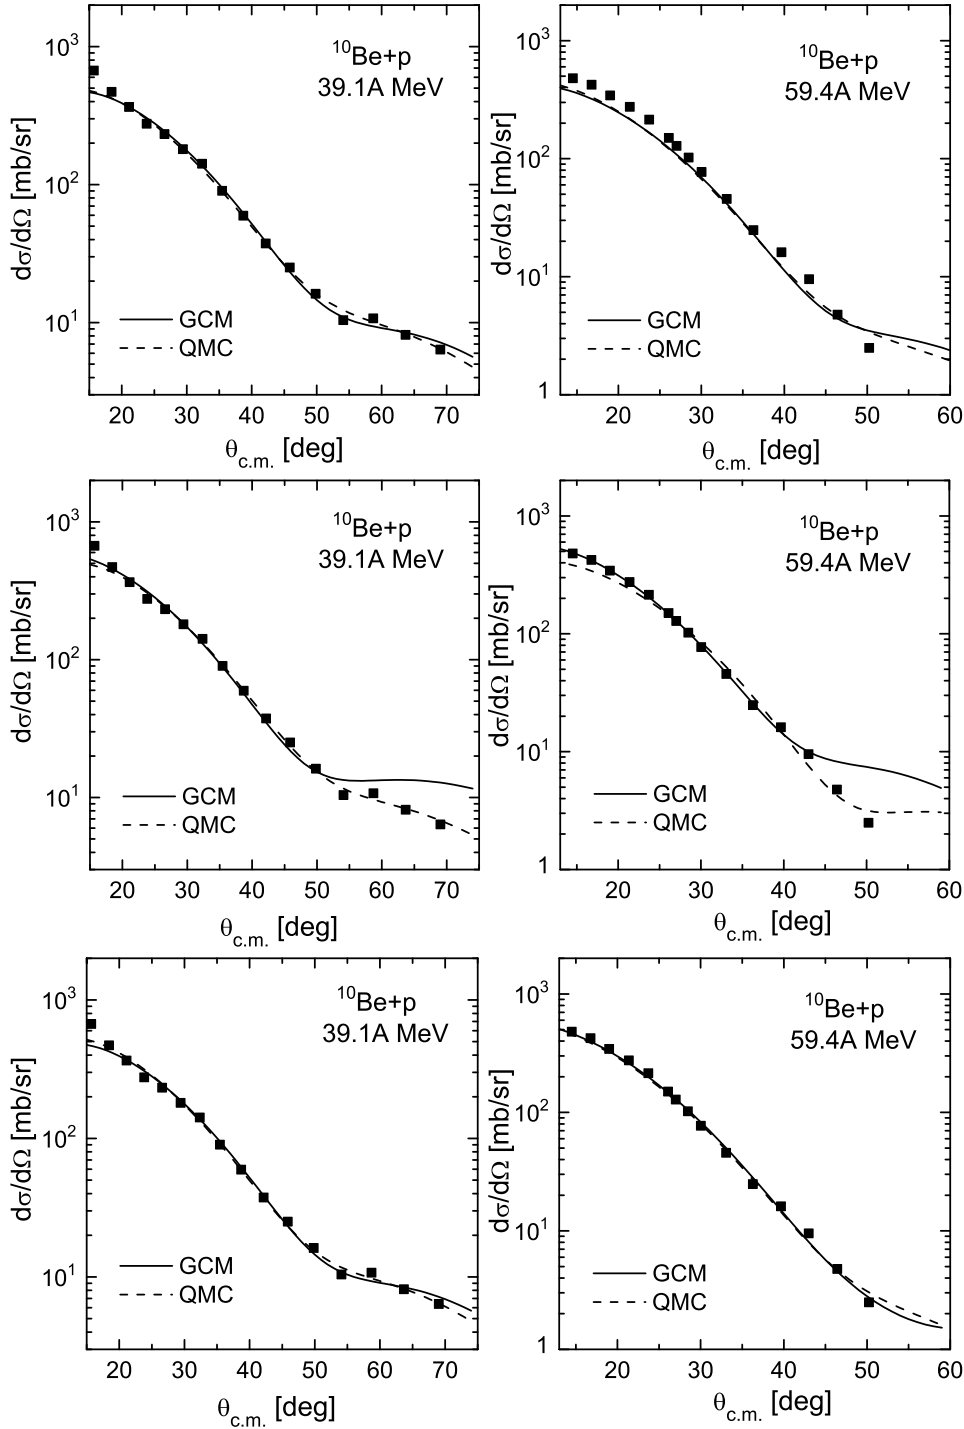 10³
10²
10¹
dσ/dΩ [mb/sr]
¹⁰Be+p
39.1A MeV
GCM
QMC
20 30 40 50 60 70
θc.m. [deg]
10³
10²
10¹
1
dσ/dΩ [mb/sr]
¹⁰Be+p
59.4A MeV
GCM
QMC
20 30 40 50 60
θc.m. [deg]
10³
10²
10¹
dσ/dΩ [mb/sr]
¹⁰Be+p
39.1A MeV
GCM
QMC
20 30 40 50 60 70
θc.m. [deg]
10³
10²
10¹
1
dσ/dΩ [mb/sr]
¹⁰Be+p
59.4A MeV
GCM
QMC
20 30 40 50 60
θc.m. [deg]
10³
10²
10¹
dσ/dΩ [mb/sr]
¹⁰Be+p
39.1A MeV
GCM
QMC
20 30 40 50 60 70
θc.m. [deg]
10³
10²
10¹
1
dσ/dΩ [mb/sr]
¹⁰Be+p
59.4A MeV
GCM
QMC
20 30 40 50 60
θc.m. [deg]